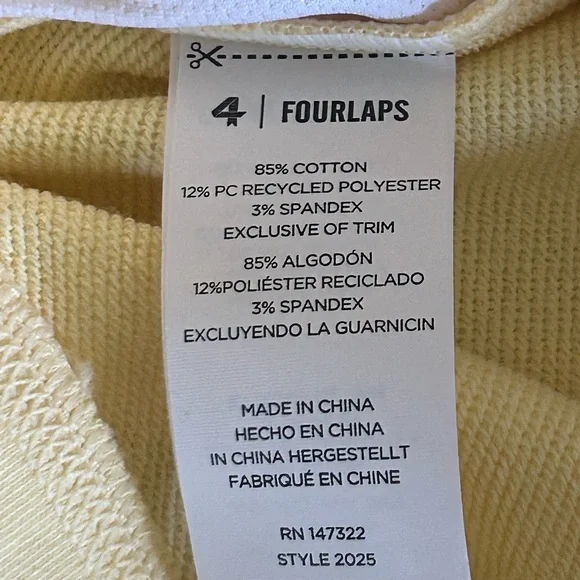 4 | FOURLAPS
85% COTTON
12% PC RECYCLED POLYESTER
3% SPANDEX
EXCLUSIVE OF TRIM
85% ALGODÓN
12%POLIÉSTER RECICLADO
3% SPANDEX
EXCLUYENDO LA GUARNICIN
MADE IN CHINA
HECHO EN CHINA
IN CHINA HERGESTELLT
FABRIQUÉ EN CHINE
RN 147322
STYLE 2025